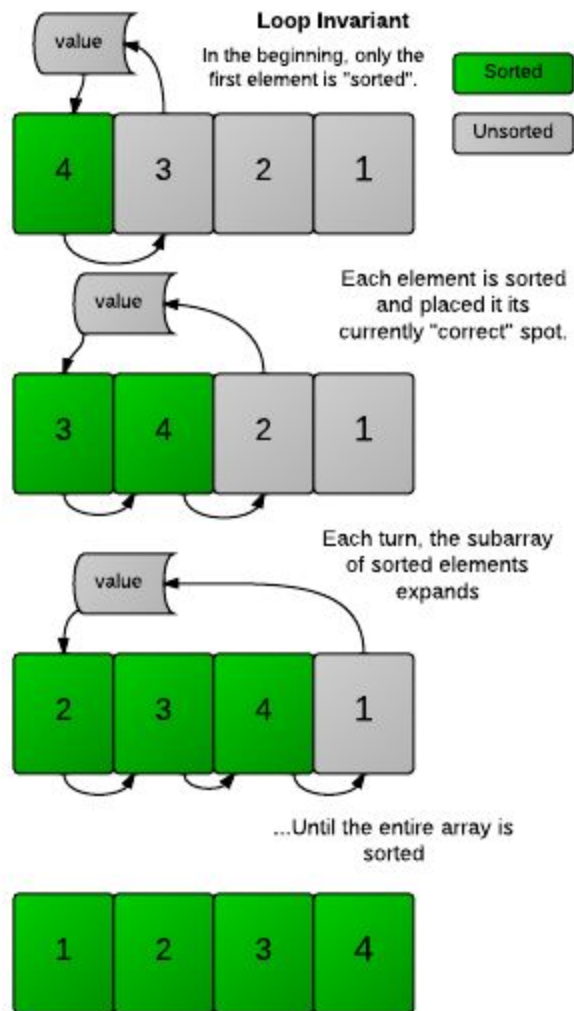 Loop Invariant
value
In the beginning, only the
first element is "sorted".
Sorted
Unsorted
4 3 2 1
Each element is sorted
and placed it its
currently "correct" spot.
value
3 4 2 1
Each turn, the subarray
of sorted elements
expands
value
2 3 4 1
...Until the entire array is
sorted
1 2 3 4